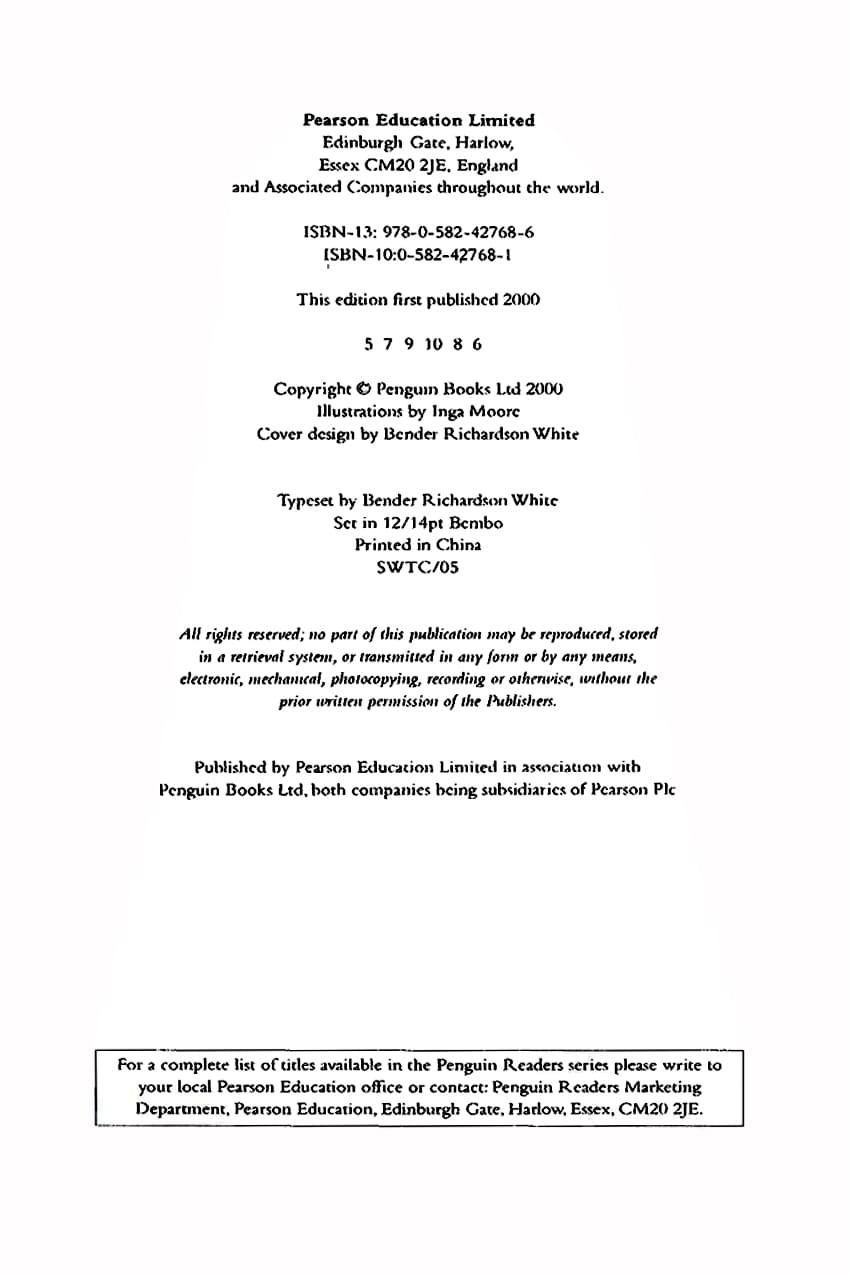 Pearson Education Limited
Edinburgh Gate, Harlow,
Essex CM20 2JE, England
and Associated Companies throughout the world.
ISBN-13: 978-0-582-42768-6
ISBN-10:0-582-42768-1
This edition first published 2000
5 7 9 10 8 6
Copyright © Penguin Books Ltd 2000
Illustrations by Inga Moore
Cover design by Bender Richardson White
Typeset by Bender Richardson White
Set in 12/14pt Bembo
Printed in China
SWTC/05
All rights reserved; no part of this publication may be reproduced, stored
in a retrieval system, or transmitted in any form or by any means,
electronic, mechanical, photocopying, recording or otherwise, without the
prior written permission of the Publishers.
Published by Pearson Education Limited in association with
Penguin Books Ltd, both companies being subsidiaries of Pearson Plc
For a complete list of titles available in the Penguin Readers series please write to
your local Pearson Education office or contact: Penguin Readers Marketing
Department, Pearson Education, Edinburgh Gate, Harlow, Essex, CM20 2JE.